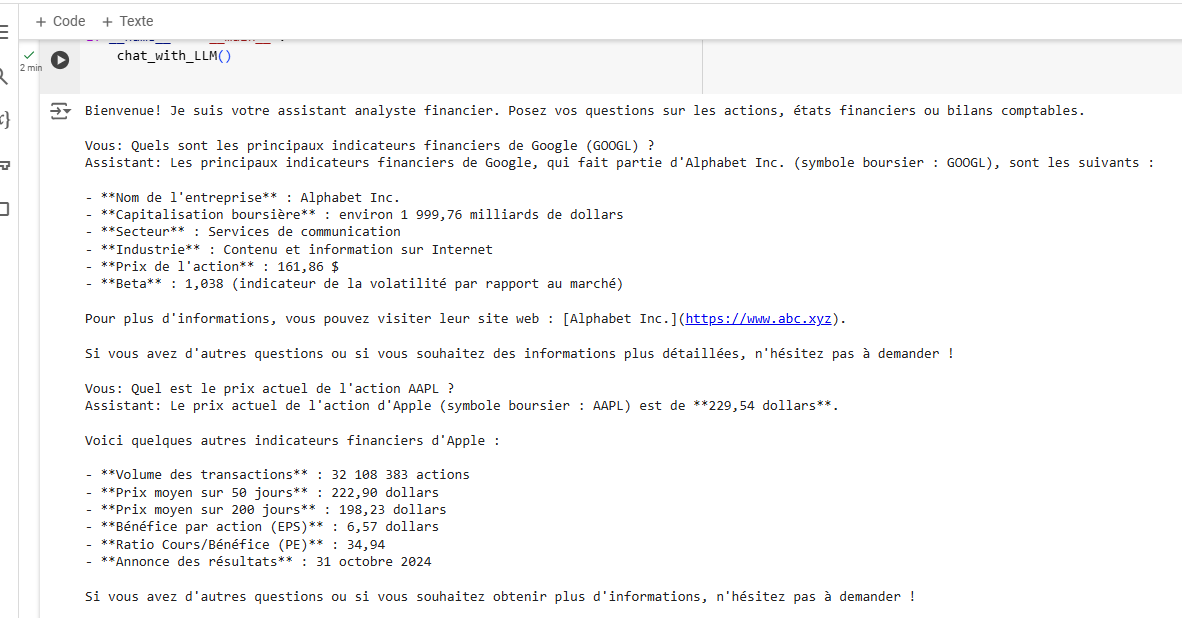 + Code + Texte
chat_with_LLM()
2 min
Bienvenue! Je suis votre assistant analyste financier. Posez vos questions sur les actions, états financiers ou bilans comptables.
Vous: Quels sont les principaux indicateurs financiers de Google (GOOGL) ?
Assistant: Les principaux indicateurs financiers de Google, qui fait partie d'Alphabet Inc. (symbole boursier : GOOGL), sont les suivants :
- **Nom de l'entreprise** : Alphabet Inc.
- **Capitalisation boursière** : environ 1 999,76 milliards de dollars
- **Secteur** : Services de communication
- **Industrie** : Contenu et information sur Internet
- **Prix de l'action** : 161,86 $
- **Beta** : 1,038 (indicateur de la volatilité par rapport au marché)
Pour plus d'informations, vous pouvez visiter leur site web : [Alphabet Inc.](https://www.abc.xyz).
Si vous avez d'autres questions ou si vous souhaitez des informations plus détaillées, n'hésitez pas à demander !
Vous: Quel est le prix actuel de l'action AAPL ?
Assistant: Le prix actuel de l'action d'Apple (symbole boursier : AAPL) est de **229,54 dollars**.
Voici quelques autres indicateurs financiers d'Apple :
- **Volume des transactions** : 32 108 383 actions
- **Prix moyen sur 50 jours** : 222,90 dollars
- **Prix moyen sur 200 jours** : 198,23 dollars
- **Bénéfice par action (EPS)** : 6,57 dollars
- **Ratio Cours/Bénéfice (PE)** : 34,94
- **Annonce des résultats** : 31 octobre 2024
Si vous avez d'autres questions ou si vous souhaitez obtenir plus d'informations, n'hésitez pas à demander !